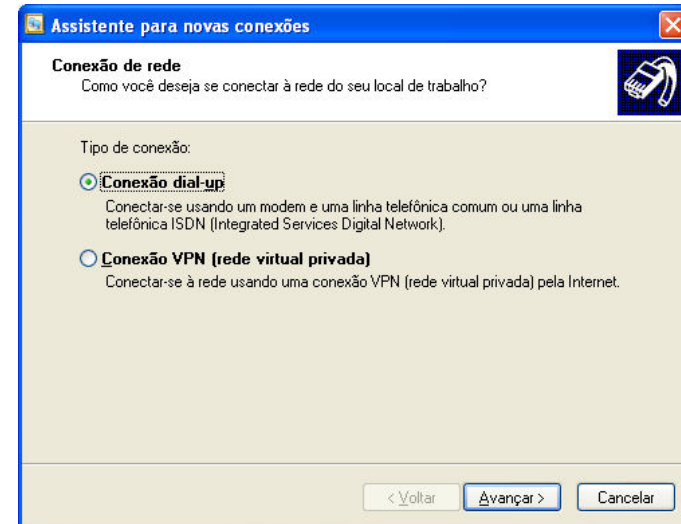 Assistente para novas conexões
Conexão de rede
Como você deseja se conectar à rede do seu local de trabalho?
Tipo de conexão:
Conexão dial-up
Conectar-se usando um modem e uma linha telefônica comum ou uma linha
telefônica ISDN (Integrated Services Digital Network).
Conexão VPN (rede virtual privada)
Conectar-se à rede usando uma conexão VPN (rede virtual privada) pela Internet.
< Voltar
Avançar >
Cancelar